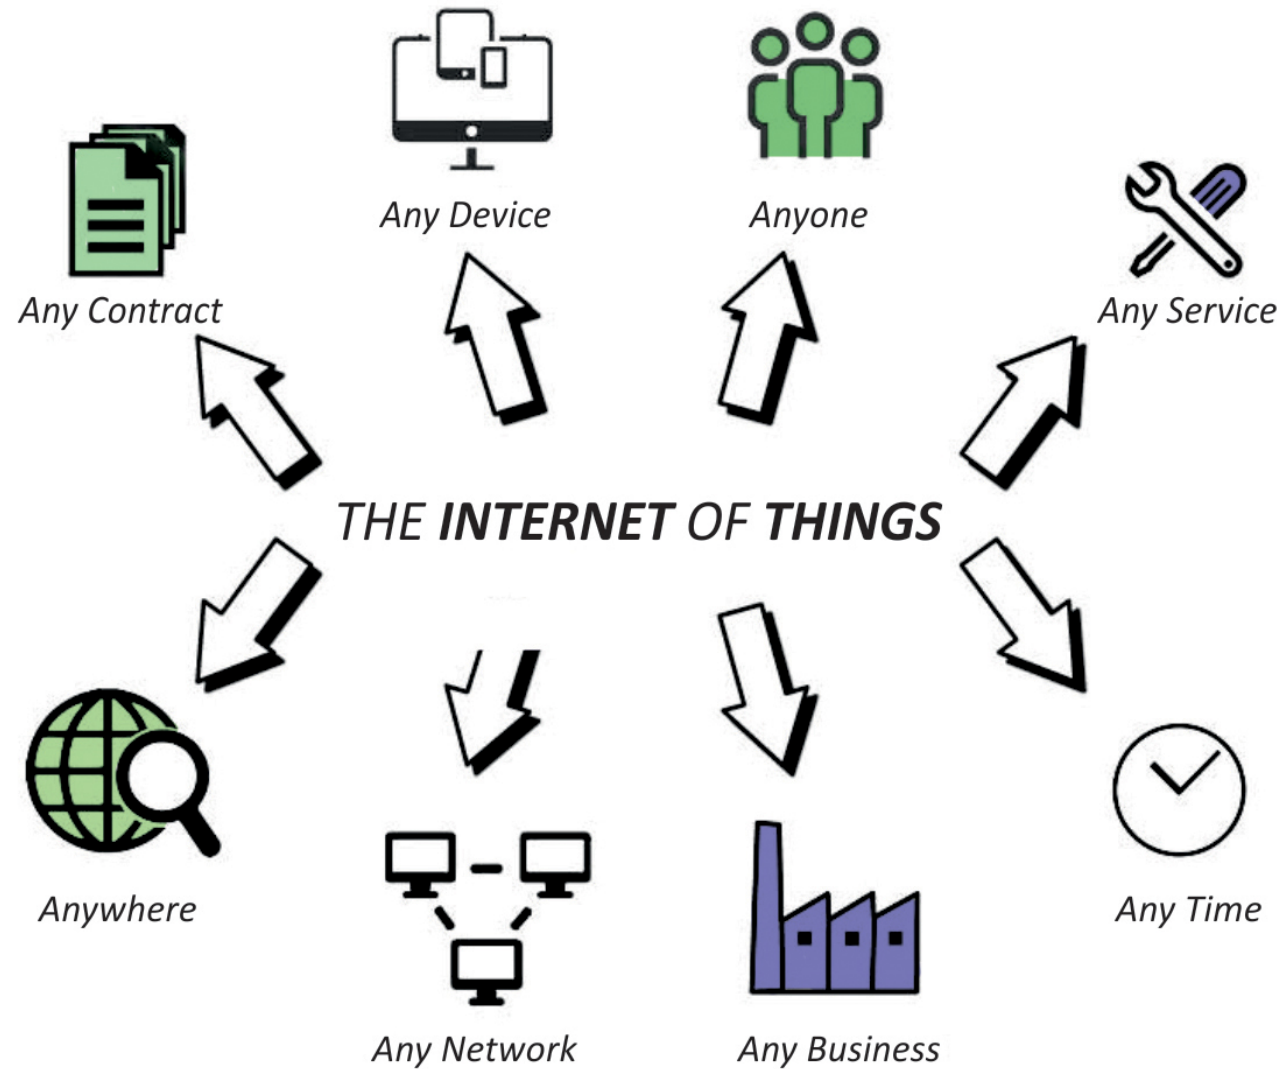 Any Device
Anyone
Any Contract
Any Service
THE INTERNET OF THINGS
Anywhere
Any Time
Any Network
Any Business